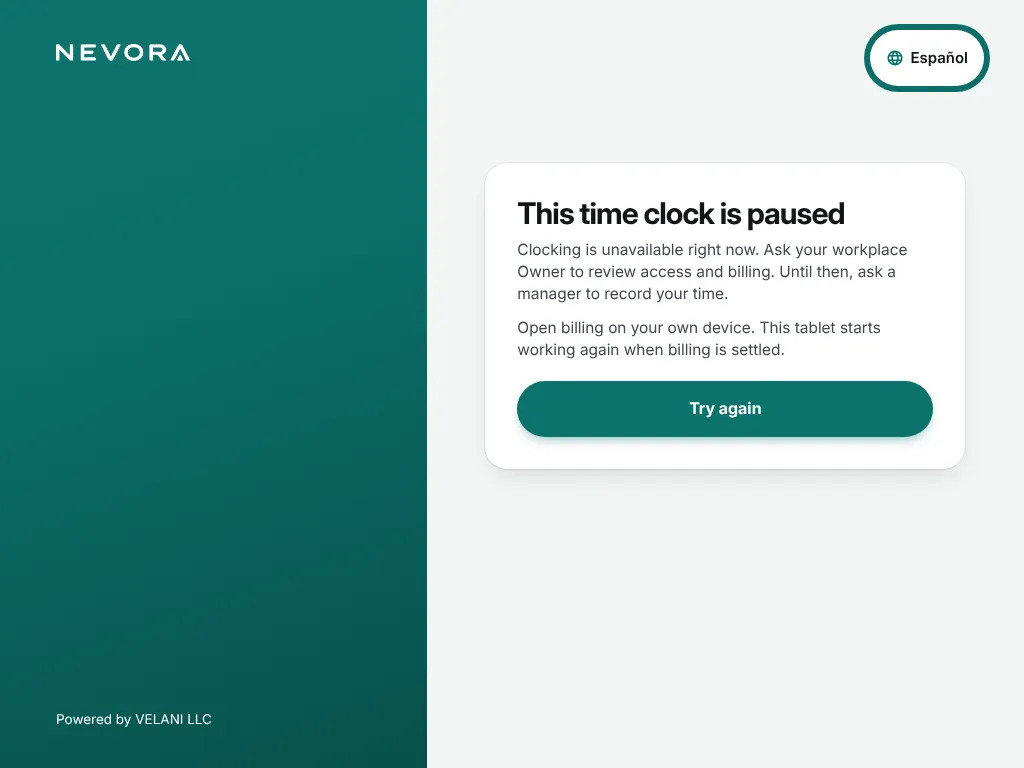 NEVORA
Español
This time clock is paused
Clocking is unavailable right now. Ask your workplace
Owner to review access and billing. Until then, ask a
manager to record your time.
Open billing on your own device. This tablet starts
working again when billing is settled.
Try again
Powered by VELANI LLC